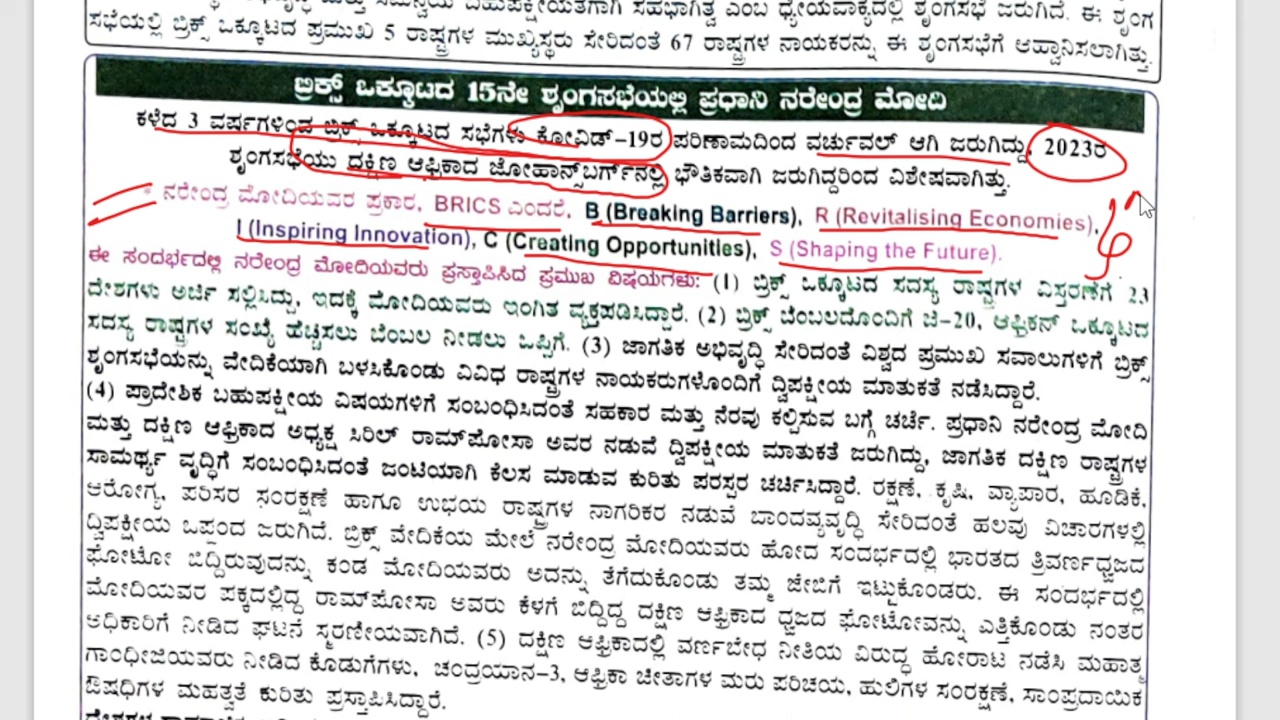 ಸಭೆಯಲ್ಲಿ ಬ್ರಿಕ್ಸ್ ಒಕ್ಕೂಟದ ಪ್ರಮುಖ 5 ರಾಷ್ಟ್ರಗಳ ಮುಖ್ಯಸ್ಥರು ಸೇರಿದಂತೆ 67 ರಾಷ್ಟ್ರಗಳ ನಾಯಕರನ್ನು ಈ ಶೃಂಗಸಭೆಗೆ ಆಹ್ವಾನಿಸಲಾಗಿತ್ತು.
ಬ್ರಿಕ್ಸ್ ಒಕ್ಕೂಟದ 15ನೇ ಶೃಂಗಸಭೆಯಲ್ಲಿ ಪ್ರಧಾನಿ ನರೇಂದ್ರ ಮೋದಿ
ಕಳೆದ 3 ವರ್ಷಗಳಿಂದ ಬ್ರಿಕ್ಸ್ ಒಕ್ಕೂಟದ ಸಭೆಗಳು ಕೋವಿಡ್-19ರ ಪರಿಣಾಮದಿಂದ ವರ್ಚುವಲ್ ಆಗಿ ಜರುಗಿದ್ದು, 2023ರ
ಶೃಂಗಸಭೆಯು ದಕ್ಷಿಣ ಆಫ್ರಿಕಾದ ಜೋಹಾನ್ಸ್‌ಬರ್ಗ್‌ನಲ್ಲಿ ಭೌತಿಕವಾಗಿ ಜರುಗಿದ್ದರಿಂದ ವಿಶೇಷವಾಗಿತ್ತು.
* ನರೇಂದ್ರ ಮೋದಿಯವರ ಪ್ರಕಾರ, BRICS ಎಂದರೆ, B (Breaking Barriers), R (Revitalising Economies),
I (Inspiring Innovation), C (Creating Opportunities), S (Shaping the Future).
ಈ ಸಂದರ್ಭದಲ್ಲಿ ನರೇಂದ್ರ ಮೋದಿಯವರು ಪ್ರಸ್ತಾಪಿಸಿದ ಪ್ರಮುಖ ವಿಷಯಗಳು: (1) ಬ್ರಿಕ್ಸ್ ಒಕ್ಕೂಟದ ಸದಸ್ಯ ರಾಷ್ಟ್ರಗಳ ವಿಸ್ತರಣೆಗೆ 23
ದೇಶಗಳು ಅರ್ಜಿ ಸಲ್ಲಿಸಿದ್ದು, ಇದಕ್ಕೆ ಮೋದಿಯವರು ಇಂಗಿತ ವ್ಯಕ್ತಪಡಿಸಿದ್ದಾರೆ. (2) ಬ್ರಿಕ್ಸ್ ಬೆಂಬಲದೊಂದಿಗೆ ಜಿ-20, ಆಫ್ರಿಕನ್ ಒಕ್ಕೂಟದ
ಸದಸ್ಯ ರಾಷ್ಟ್ರಗಳ ಸಂಖ್ಯೆ ಹೆಚ್ಚಿಸಲು ಬೆಂಬಲ ನೀಡಲು ಒಪ್ಪಿಗೆ. (3) ಜಾಗತಿಕ ಅಭಿವೃದ್ಧಿ ಸೇರಿದಂತೆ ವಿಶ್ವದ ಪ್ರಮುಖ ಸವಾಲುಗಳಿಗೆ ಬ್ರಿಕ್ಸ್
ಶೃಂಗಸಭೆಯನ್ನು ವೇದಿಕೆಯಾಗಿ ಬಳಸಿಕೊಂಡು ವಿವಿಧ ರಾಷ್ಟ್ರಗಳ ನಾಯಕರುಗಳೊಂದಿಗೆ ದ್ವಿಪಕ್ಷೀಯ ಮಾತುಕತೆ ನಡೆಸಿದ್ದಾರೆ.
(4) ಪ್ರಾದೇಶಿಕ ಬಹುಪಕ್ಷೀಯ ವಿಷಯಗಳಿಗೆ ಸಂಬಂಧಿಸಿದಂತೆ ಸಹಕಾರ ಮತ್ತು ನೆರವು ಕಲ್ಪಿಸುವ ಬಗ್ಗೆ ಚರ್ಚೆ. ಪ್ರಧಾನಿ ನರೇಂದ್ರ ಮೋದಿ
ಮತ್ತು ದಕ್ಷಿಣ ಆಫ್ರಿಕಾದ ಅಧ್ಯಕ್ಷ ಸಿರಿಲ್ ರಾಮ್‌ಪೋಸಾ ಅವರ ನಡುವೆ ದ್ವಿಪಕ್ಷೀಯ ಮಾತುಕತೆ ಜರುಗಿದ್ದು, ಜಾಗತಿಕ ದಕ್ಷಿಣ ರಾಷ್ಟ್ರಗಳ
ಸಾಮರ್ಥ್ಯ ವೃದ್ಧಿಗೆ ಸಂಬಂಧಿಸಿದಂತೆ ಜಂಟಿಯಾಗಿ ಕೆಲಸ ಮಾಡುವ ಕುರಿತು ಪರಸ್ಪರ ಚರ್ಚಿಸಿದ್ದಾರೆ. ರಕ್ಷಣೆ, ಕೃಷಿ, ವ್ಯಾಪಾರ, ಹೂಡಿಕೆ,
ಆರೋಗ್ಯ, ಪರಿಸರ ಸಂರಕ್ಷಣೆ ಹಾಗೂ ಉಭಯ ರಾಷ್ಟ್ರಗಳ ನಾಗರಿಕರ ನಡುವೆ ಬಾಂದವ್ಯವೃದ್ಧಿ ಸೇರಿದಂತೆ ಹಲವು ವಿಚಾರಗಳಲ್ಲಿ
ದ್ವಿಪಕ್ಷೀಯ ಒಪ್ಪಂದ ಜರುಗಿದೆ. ಬ್ರಿಕ್ಸ್ ವೇದಿಕೆಯ ಮೇಲೆ ನರೇಂದ್ರ ಮೋದಿಯವರು ಹೋದ ಸಂದರ್ಭದಲ್ಲಿ ಭಾರತದ ತ್ರಿವರ್ಣಧ್ವಜದ
ಫೋಟೋ ಬಿದ್ದಿರುವುದನ್ನು ಕಂಡ ಮೋದಿಯವರು ಅದನ್ನು ತೆಗೆದುಕೊಂಡು ತಮ್ಮ ಜೇಬಿಗೆ ಇಟ್ಟುಕೊಂಡರು. ಈ ಸಂದರ್ಭದಲ್ಲಿ
ಮೋದಿಯವರ ಪಕ್ಕದಲ್ಲಿದ್ದ ರಾಮ್‌ಪೋಸಾ ಅವರು ಕೆಳಗೆ ಬಿದ್ದಿದ್ದ ದಕ್ಷಿಣ ಆಫ್ರಿಕಾದ ಧ್ವಜದ ಫೋಟೋವನ್ನು ಎತ್ತಿಕೊಂಡು ನಂತರ
ಅಧಿಕಾರಿಗೆ ನೀಡಿದ ಘಟನೆ ಸ್ಮರಣೀಯವಾಗಿದೆ. (5) ದಕ್ಷಿಣ ಆಫ್ರಿಕಾದಲ್ಲಿ ವರ್ಣಬೇಧ ನೀತಿಯ ವಿರುದ್ಧ ಹೋರಾಟ ನಡೆಸಿ ಮಹಾತ್ಮ
ಗಾಂಧೀಜಿಯವರು ನೀಡಿದ ಕೊಡುಗೆಗಳು, ಚಂದ್ರಯಾನ-3, ಆಫ್ರಿಕಾ ಚೀತಾಗಳ ಮರು ಪರಿಚಯ, ಹುಲಿಗಳ ಸಂರಕ್ಷಣೆ, ಸಾಂಪ್ರದಾಯಿಕ
ಔಷಧಿಗಳ ಮಹತ್ವತೆ ಕುರಿತು ಪ್ರಸ್ತಾಪಿಸಿದ್ದಾರೆ.